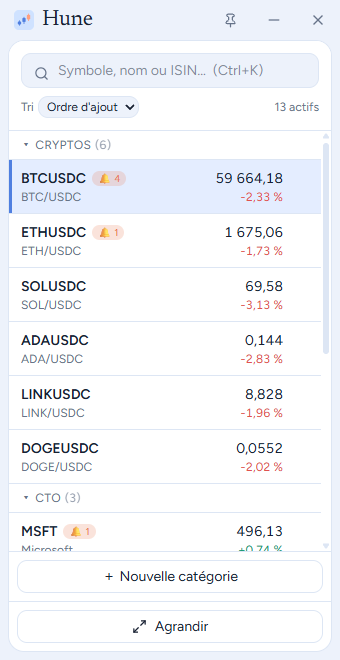 Hune
Symbole, nom ou ISIN... (Ctrl+K)
Tri Ordre d'ajout 13 actifs
CRYPTOS (6)
BTCUSDC 4 59 664,18
BTC/USDC -2,33 %
ETHUSDC 1 1 675,06
ETH/USDC -1,73 %
SOLUSDC 69,58
SOL/USDC -3,13 %
ADAUSDC 0,144
ADA/USDC -2,83 %
LINKUSDC 8,828
LINK/USDC -1,96 %
DOGEUSDC 0,0552
DOGE/USDC -2,02 %
CTO (3)
MSFT 1 496,13
Microsoft +0,74 %
+ Nouvelle catégorie
Agrandir